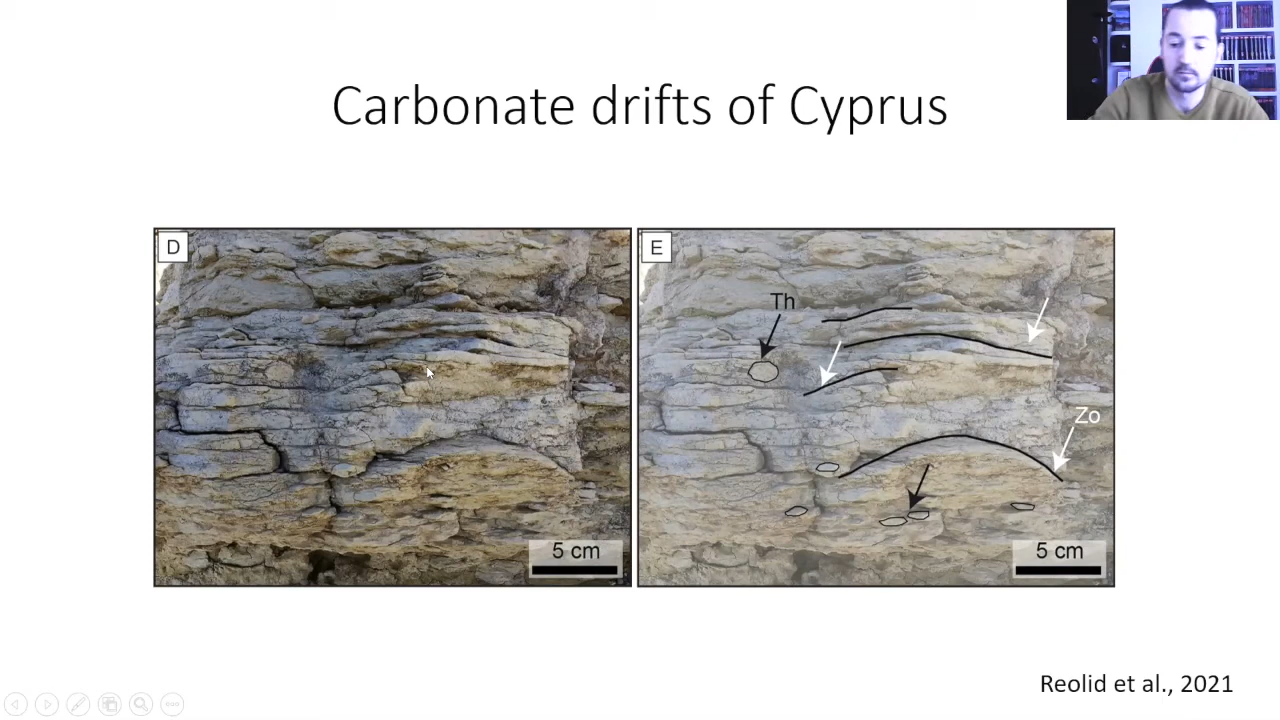 Carbonate drifts of Cyprus
D
E
Th
Zo
5 cm
5 cm
Reolid et al., 2021